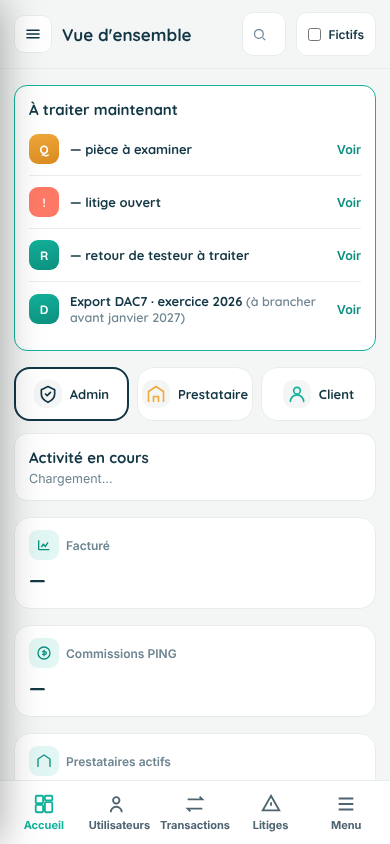 Vue d'ensemble
Fictifs
À traiter maintenant
Q — pièce à examiner Voir
! — litige ouvert Voir
R — retour de testeur à traiter Voir
D Export DAC7 · exercice 2026 (à brancher
avant janvier 2027) Voir
Admin Prestataire Client
Activité en cours
Chargement...
Facturé
—
Commissions PING
—
Prestataires actifs
Accueil Utilisateurs Transactions Litiges Menu